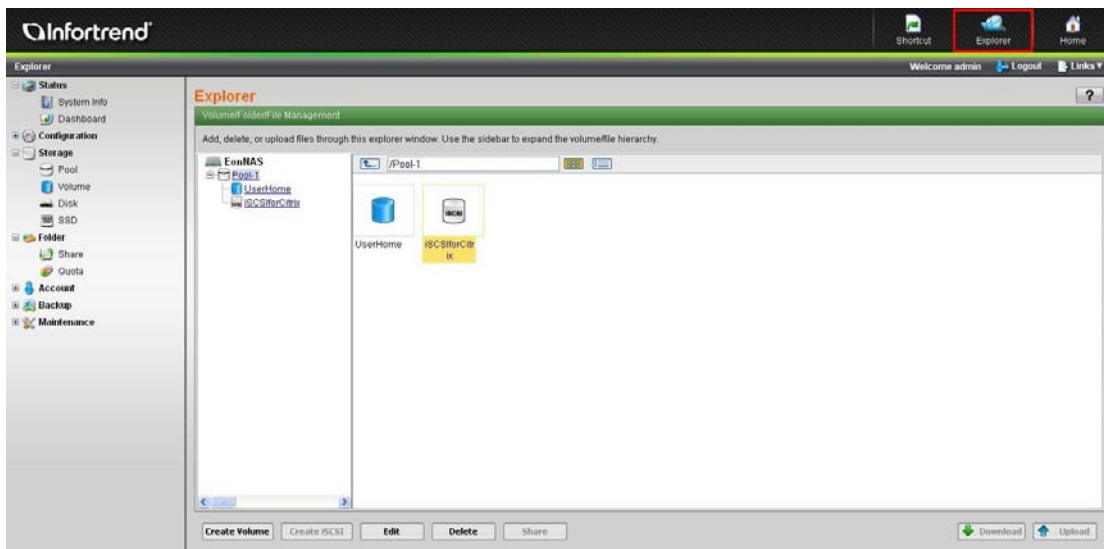 Infortrend
Shortcut
Explorer
Home
Explorer
Welcome admin Logout Links
Status
System Info
Dashboard
Configuration
Storage
Pool
Volume
Disk
SSD
Folder
Share
Quota
Account
Backup
Maintenance
Explorer
?
Volume/Folder/File Management
Add, delete, or upload files through this explorer window. Use the sidebar to expand the volume/file hierarchy.
EonNAS
Pool-1
UserHome
iSCSIforCitrix
/Pool-1
iSCSI
UserHome
iSCSIforCitr
ix
Create Volume Create iSCSI Edit Delete Share
Download Upload